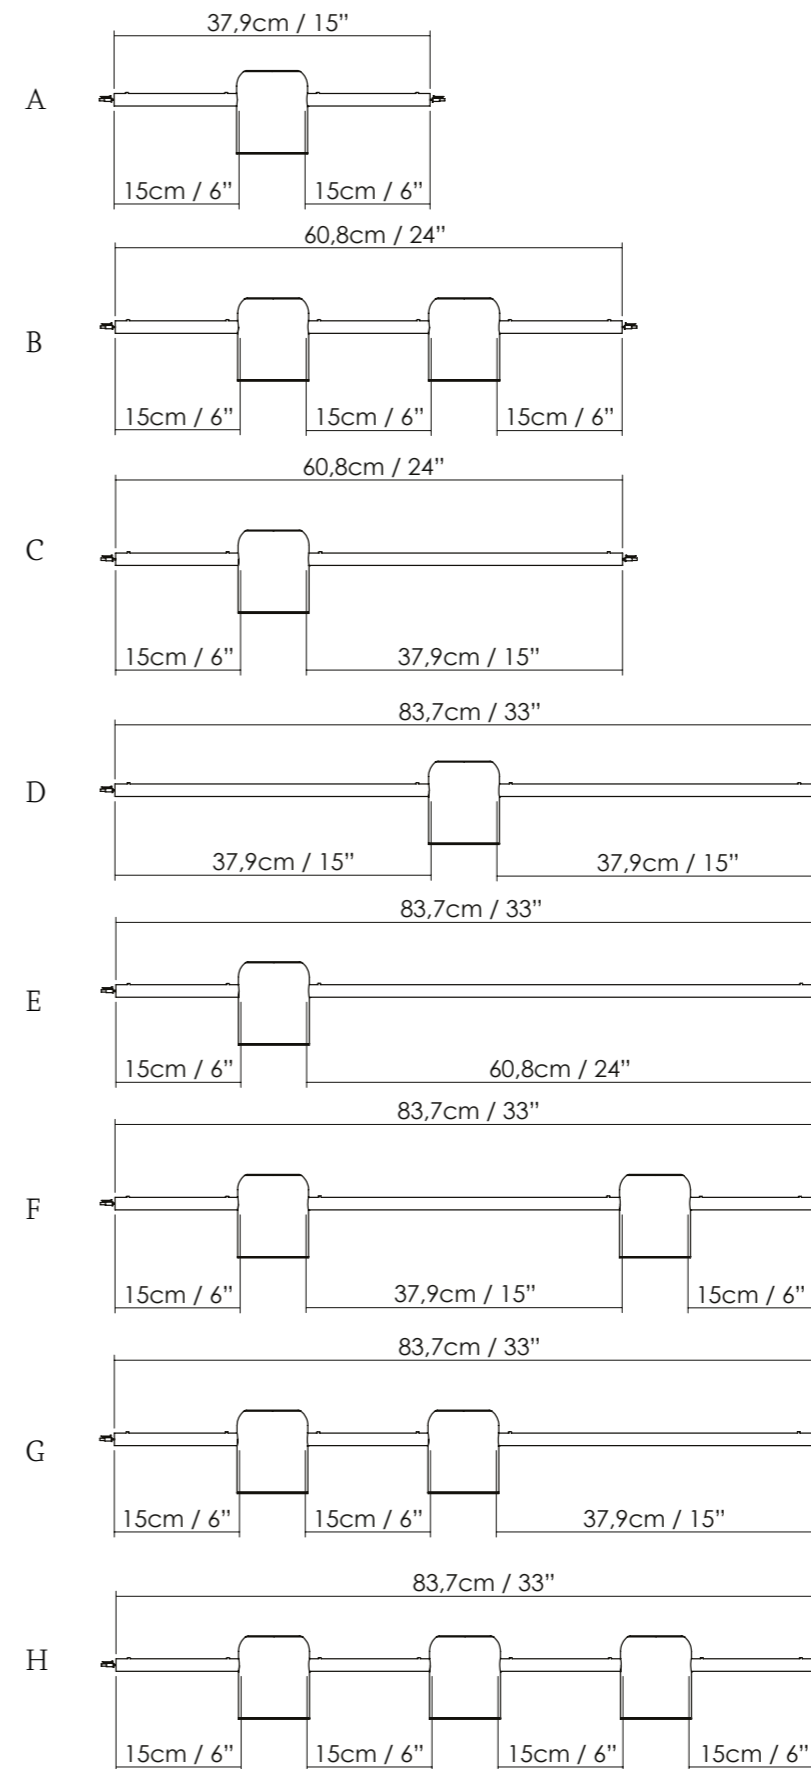 37,9cm / 15”
A
15cm / 6” 15cm / 6”
60,8cm / 24”
B
15cm / 6” 15cm / 6” 15cm / 6”
60,8cm / 24”
C
15cm / 6” 37,9cm / 15”
83,7cm / 33”
D
37,9cm / 15” 37,9cm / 15”
83,7cm / 33”
E
15cm / 6” 60,8cm / 24”
83,7cm / 33”
F
15cm / 6” 37,9cm / 15” 15cm / 6”
83,7cm / 33”
G
15cm / 6” 15cm / 6” 37,9cm / 15”
83,7cm / 33”
H
15cm / 6” 15cm / 6” 15cm / 6” 15cm / 6”